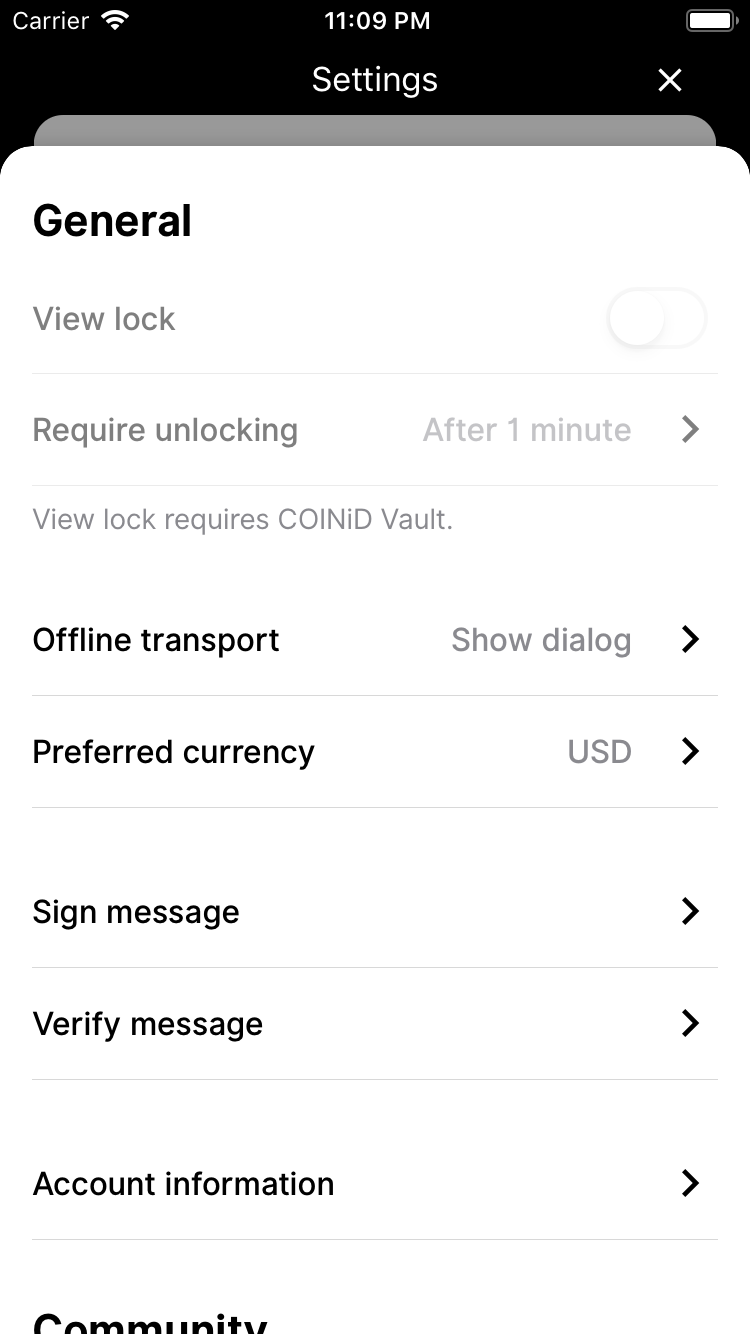 Carrier 11:09 PM
Settings
General
View lock
Require unlocking After 1 minute
View lock requires COINiD Vault.
Offline transport Show dialog
Preferred currency USD
Sign message
Verify message
Account information
Community